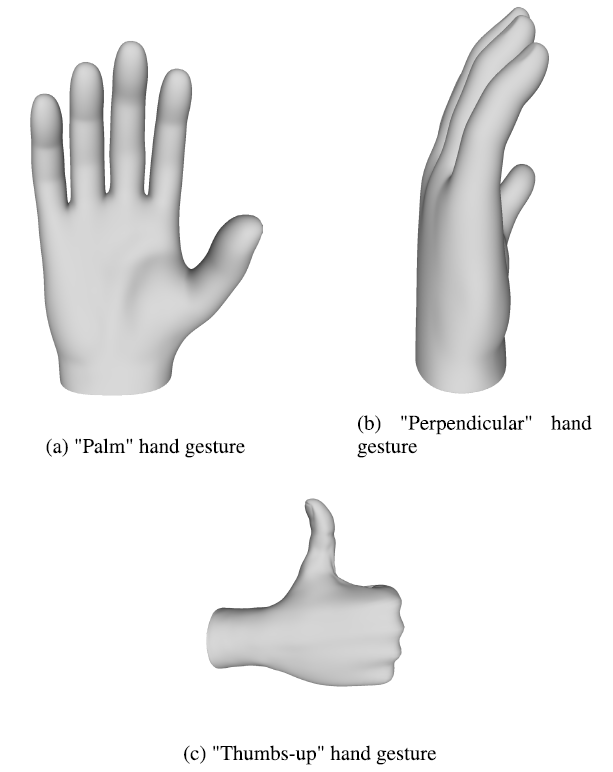 (a) "Palm" hand gesture
(b) "Perpendicular" hand
gesture
(c) "Thumbs-up" hand gesture